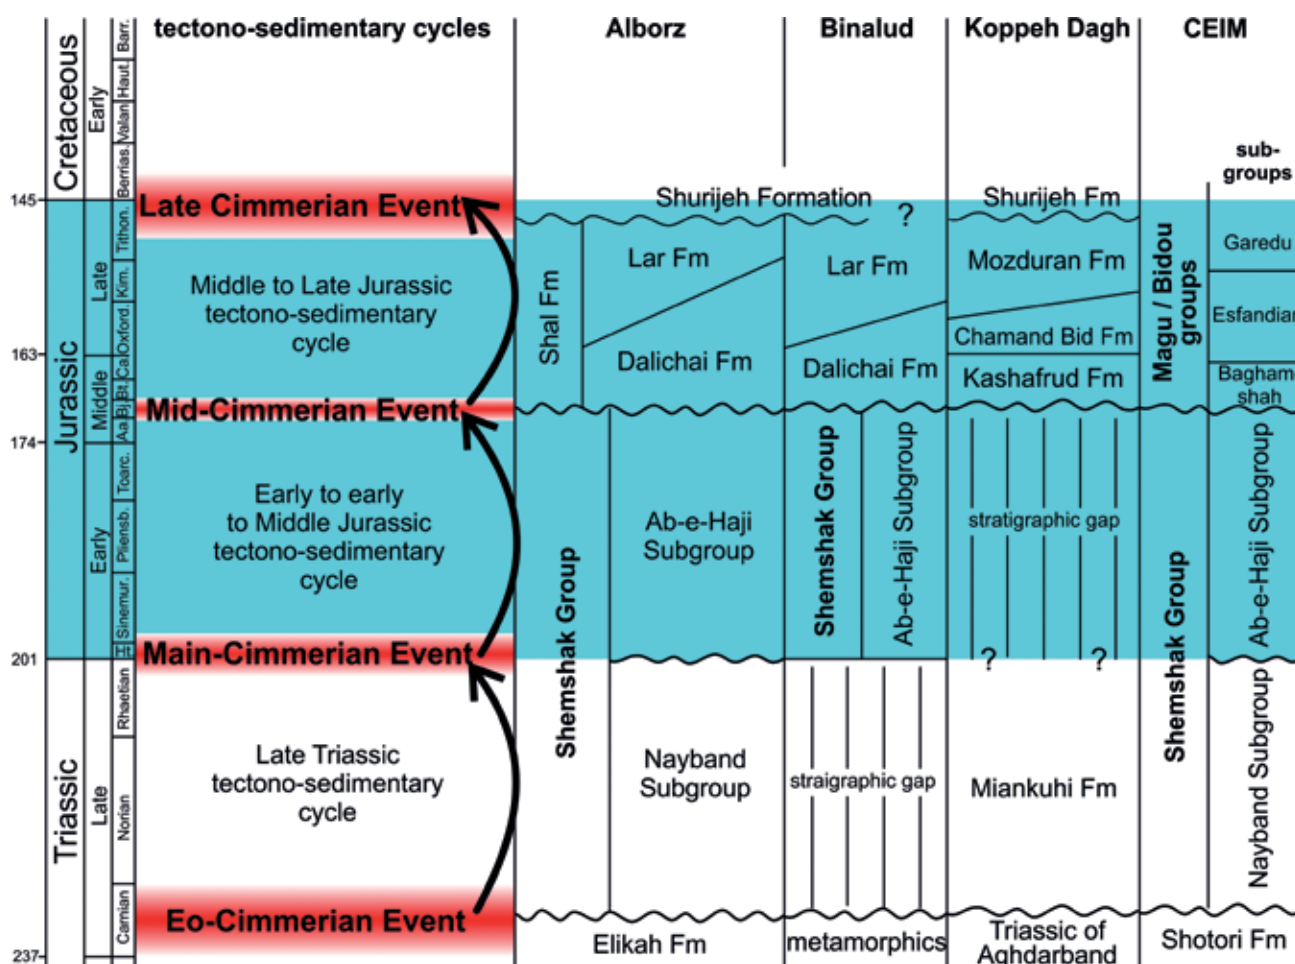 tectono-sedimentary cycles
Alborz
Binalud
Koppeh Dagh
CEIM
Cretaceous
Early
Barr.
Haut.
Valan.
Berrias.
sub-
groups
145
Late Cimmerian Event
Shurijeh Formation
?
Shurijeh Fm
Jurassic
Late
Tithon.
Kim.
Oxford.
Middle to Late Jurassic
tectono-sedimentary
cycle
Shal Fm
Lar Fm
Dalichai Fm
Lar Fm
Dalichai Fm
Mozduran Fm
Chamand Bid Fm
Kashafrud Fm
Magu / Bidou
groups
Garedu
Esfandiar
Bagham-
shah
163
Middle
Cal.
Bt.
Bj.
Aa.
Mid-Cimmerian Event
174
Early
Toarc.
Pliensb.
Sinemur.
H
Early to early
to Middle Jurassic
tectono-sedimentary
cycle
Shemshak Group
Ab-e-Haji
Subgroup
Shemshak Group
Ab-e-Haji Subgroup
stratigraphic gap
? ?
Shemshak Group
Ab-e-Haji Subgroup
201
Main-Cimmerian Event
Triassic
Late
Rhaetian
Norian
Carnian
Late Triassic
tectono-sedimentary
cycle
Nayband
Subgroup
straigraphic gap
Miankuhi Fm
Nayband Subgroup
Eo-Cimmerian Event
237
Elikah Fm
metamorphics
Triassic of
Aghdarband
Shotori Fm